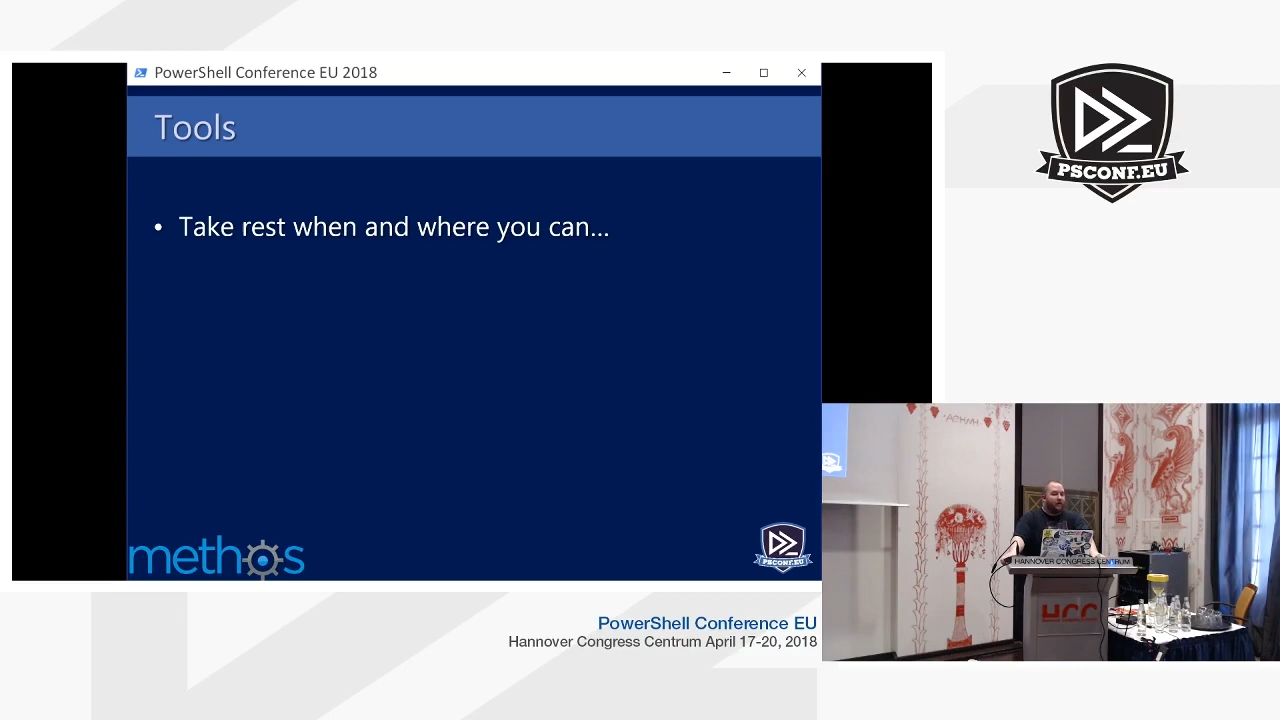 PowerShell Conference EU 2018
Tools
• Take rest when and where you can...
methos
PSCONF.EU
PSCONF.EU
HANNOVER CONGRESS CENTRUM
HCC
PowerShell Conference EU
Hannover Congress Centrum April 17-20, 2018